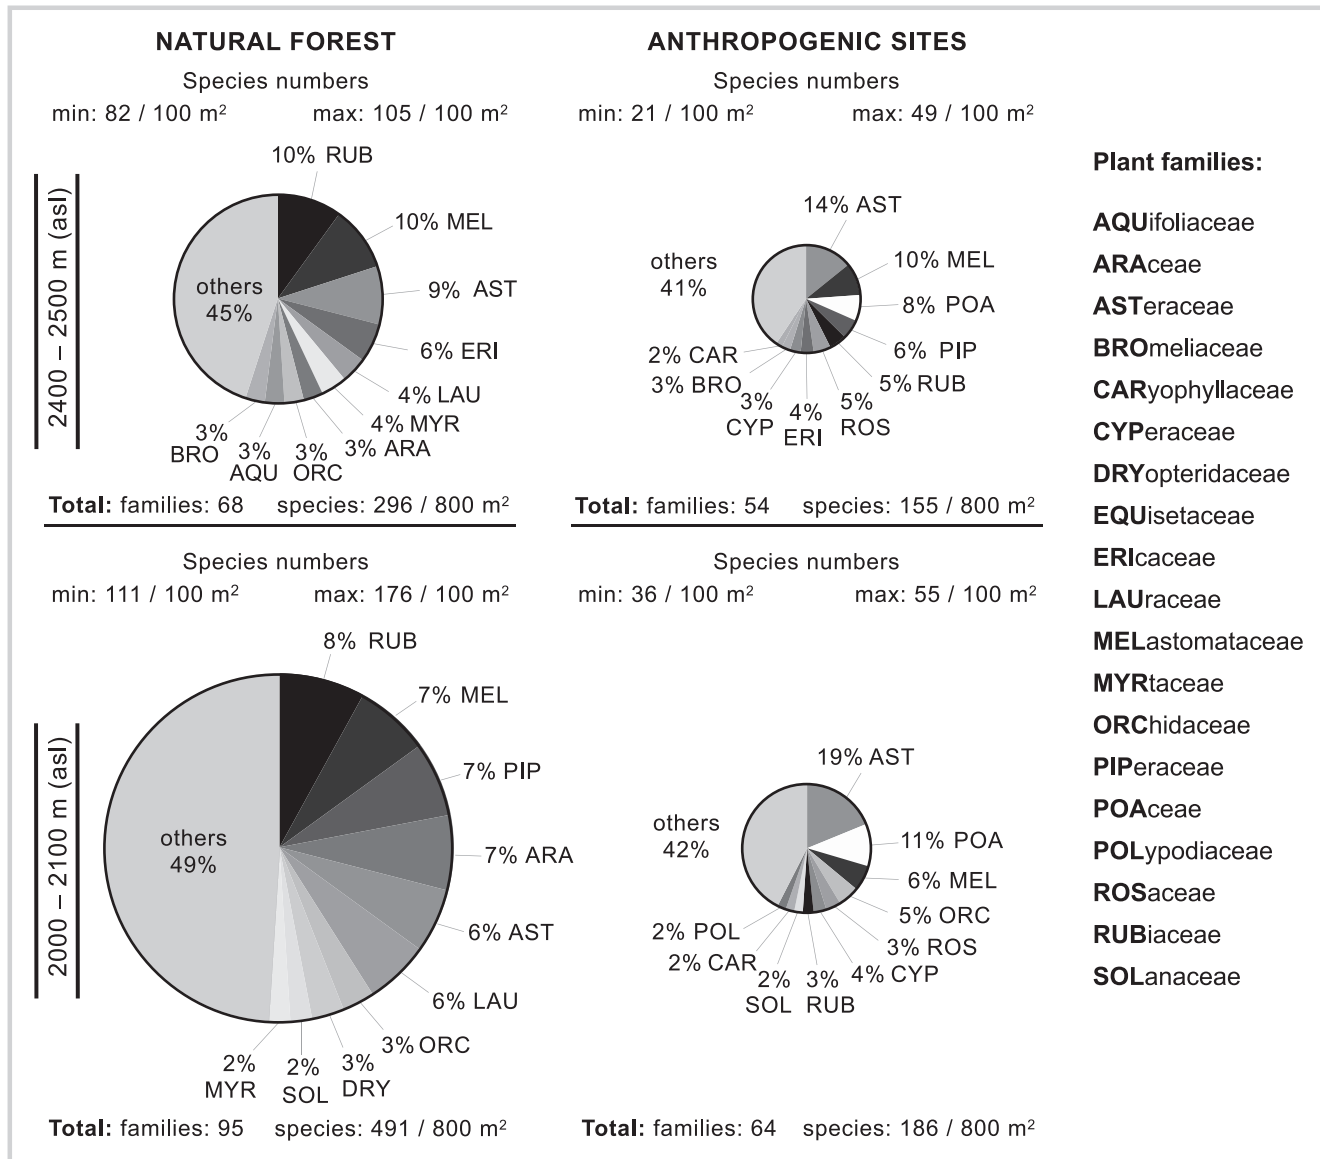 NATURAL FOREST
ANTHROPOGENIC SITES
Species numbers
min: 82 / 100 m² max: 105 / 100 m²
Species numbers
min: 21 / 100 m² max: 49 / 100 m²
2400 – 2500 m (asl)
10% RUB
10% MEL
9% AST
6% ERI
4% LAU
4% MYR
3% ARA
3% ORC
3% AQU
3% BRO
others 45%
14% AST
10% MEL
8% POA
6% PIP
5% RUB
5% ROS
4% ERI
3% CYP
3% BRO
2% CAR
others 41%
Total: families: 68 species: 296 / 800 m²
Total: families: 54 species: 155 / 800 m²
Species numbers
min: 111 / 100 m² max: 176 / 100 m²
Species numbers
min: 36 / 100 m² max: 55 / 100 m²
2000 – 2100 m (asl)
8% RUB
7% MEL
7% PIP
7% ARA
6% AST
6% LAU
3% ORC
3% DRY
2% SOL
2% MYR
others 49%
19% AST
11% POA
6% MEL
5% ORC
3% ROS
4% CYP
3% RUB
2% SOL
2% CAR
2% POL
others 42%
Total: families: 95 species: 491 / 800 m²
Total: families: 64 species: 186 / 800 m²
Plant families:
AQUifoliaceae
ARAceae
ASTeraceae
BROmeliaceae
CARyophyllaceae
CYPeraceae
DRYopteridaceae
EQUisetaceae
ERIcaceae
LAUraceae
MELastomataceae
MYRtaceae
ORChidaceae
PIPeraceae
POAceae
POLypodiaceae
ROSaceae
RUBiaceae
SOLanaceae